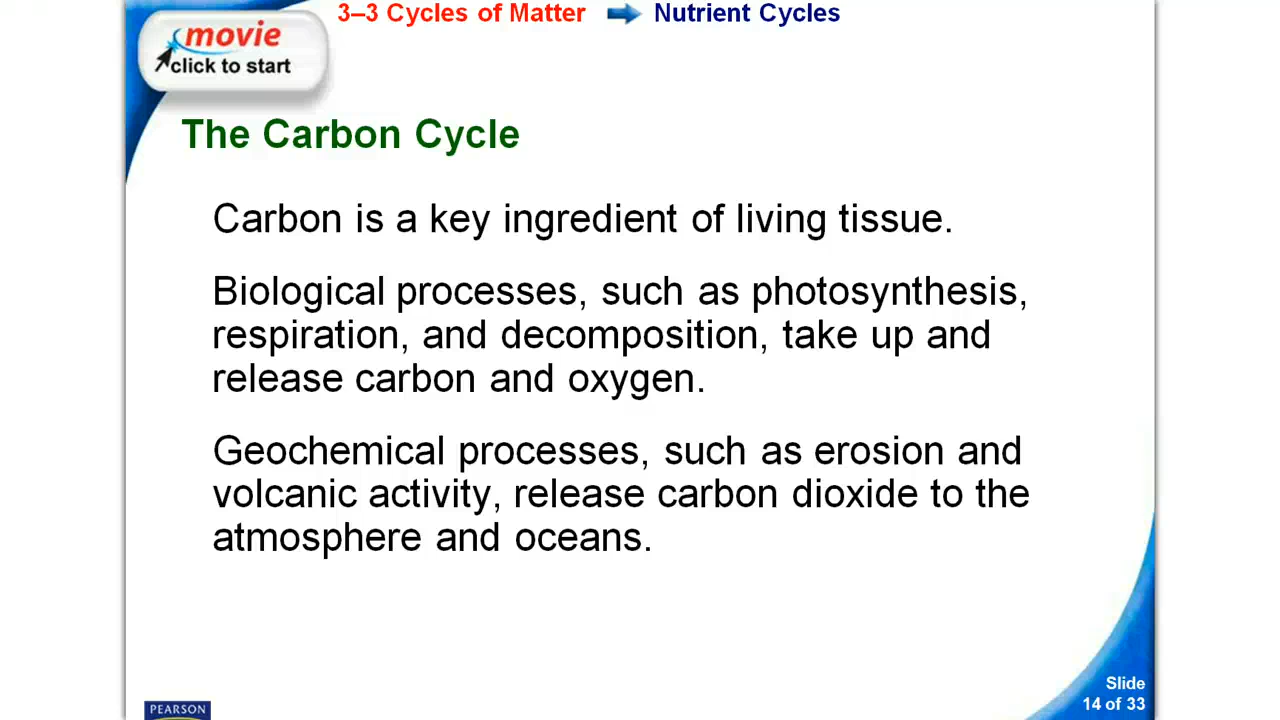 3–3 Cycles of Matter Nutrient Cycles
movie
click to start
The Carbon Cycle
Carbon is a key ingredient of living tissue.
Biological processes, such as photosynthesis,
respiration, and decomposition, take up and
release carbon and oxygen.
Geochemical processes, such as erosion and
volcanic activity, release carbon dioxide to the
atmosphere and oceans.
Slide
14 of 33
PEARSON